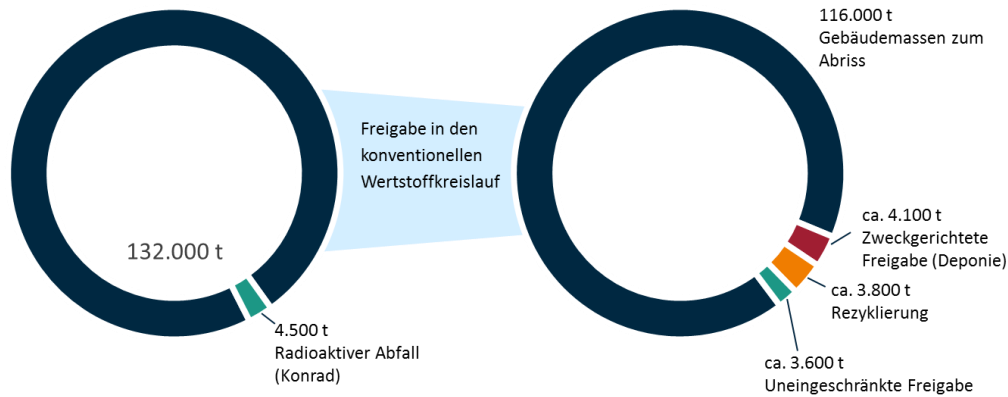 132.000 t
4.500 t
Radioaktiver Abfall
(Konrad)
Freigabe in den
konventionellen
Wertstoffkreislauf
116.000 t
Gebäudemassen zum
Abriss
ca. 4.100 t
Zweckgerichtete
Freigabe (Deponie)
ca. 3.800 t
Rezyklierung
ca. 3.600 t
Uneingeschränkte Freigabe